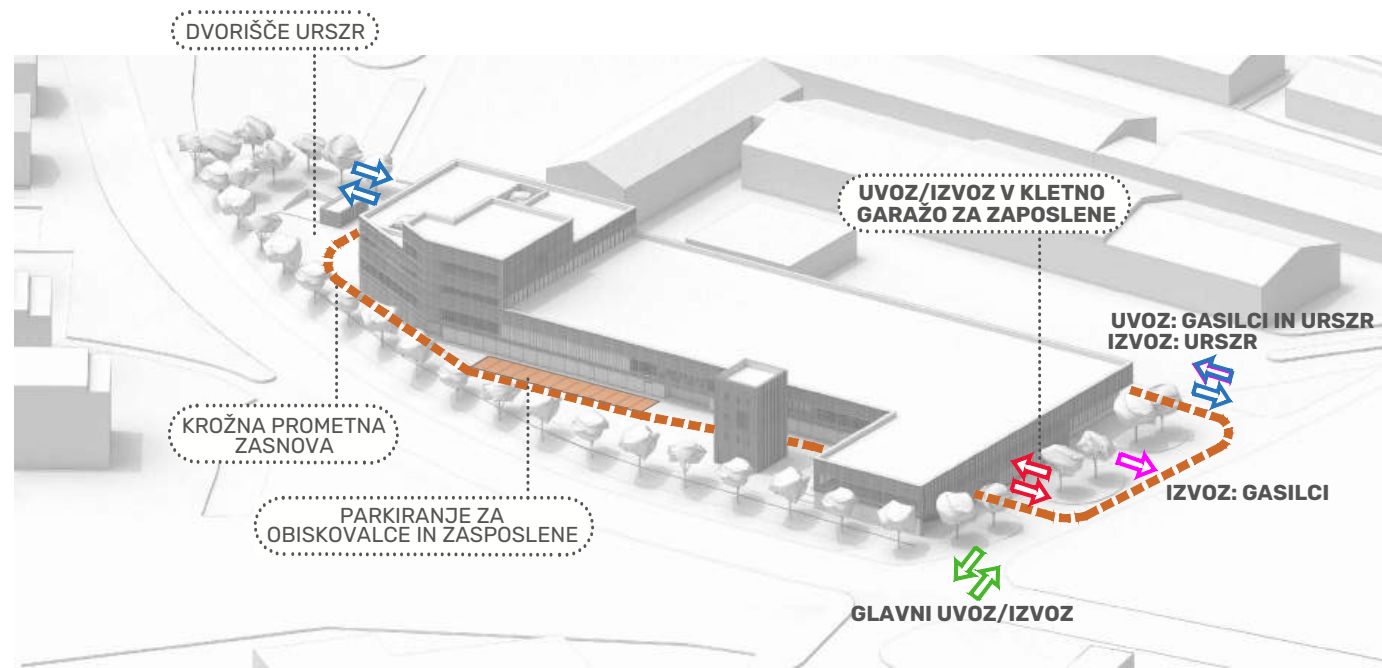 DVORIŠČE URSZR
UVOZ/IZVOZ V KLETNO
GARAŽO ZA ZAPOSLENE
UVOZ: GASILCI IN URSZR
IZVOZ: URSZR
KROŽNA PROMETNA
ZASNOVA
IZVOZ: GASILCI
PARKIRANJE ZA
OBISKOVALCE IN ZASPOSLENE
GLAVNI UVOZ/IZVOZ